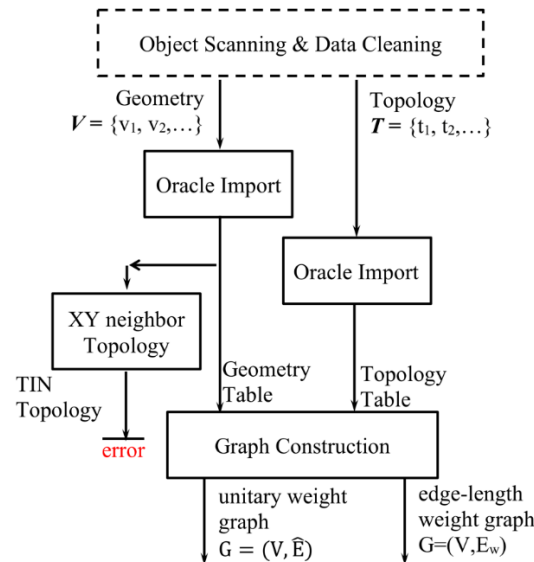 Object Scanning & Data Cleaning
Geometry
V = {v₁, v₂,…}
Topology
T = {t₁, t₂,…}
Oracle Import
Oracle Import
XY neighbor
Topology
TIN
Topology
error
Geometry
Table
Topology
Table
Graph Construction
unitary weight
graph
G = (V, Ê)
edge-length
weight graph
G=(V,E_w)